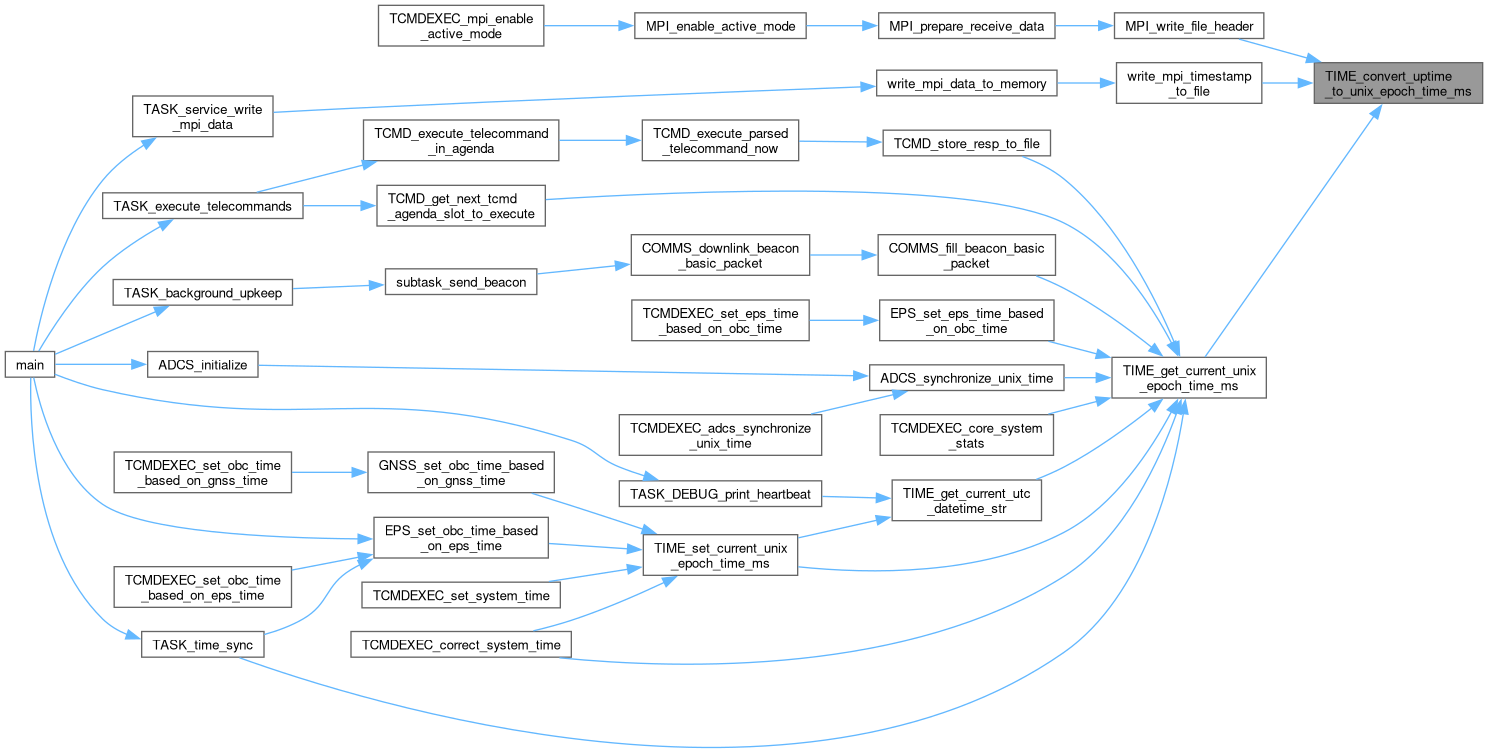 TCMDEXEC_mpi_enable
_active_mode
MPI_enable_active_mode
MPI_prepare_receive_data
MPI_write_file_header
TIME_convert_uptime
_to_unix_epoch_time_ms
write_mpi_data_to_memory
write_mpi_timestamp
_to_file
TASK_service_write
_mpi_data
TCMD_execute_telecommand
_in_agenda
TCMD_execute_parsed
_telecommand_now
TCMD_store_resp_to_file
TASK_execute_telecommands
TCMD_get_next_tcmd
_agenda_slot_to_execute
COMMS_downlink_beacon
_basic_packet
COMMS_fill_beacon_basic
_packet
TASK_background_upkeep
subtask_send_beacon
TCMDEXEC_set_eps_time
_based_on_obc_time
EPS_set_eps_time_based
_on_obc_time
main
ADCS_initialize
ADCS_synchronize_unix_time
TIME_get_current_unix
_epoch_time_ms
TCMDEXEC_adcs_synchronize
_unix_time
TCMDEXEC_core_system
_stats
TCMDEXEC_set_obc_time
_based_on_gnss_time
GNSS_set_obc_time_based
_on_gnss_time
TASK_DEBUG_print_heartbeat
TIME_get_current_utc
_datetime_str
EPS_set_obc_time_based
_on_eps_time
TIME_set_current_unix
_epoch_time_ms
TCMDEXEC_set_obc_time
_based_on_eps_time
TCMDEXEC_set_system_time
TASK_time_sync
TCMDEXEC_correct_system_time